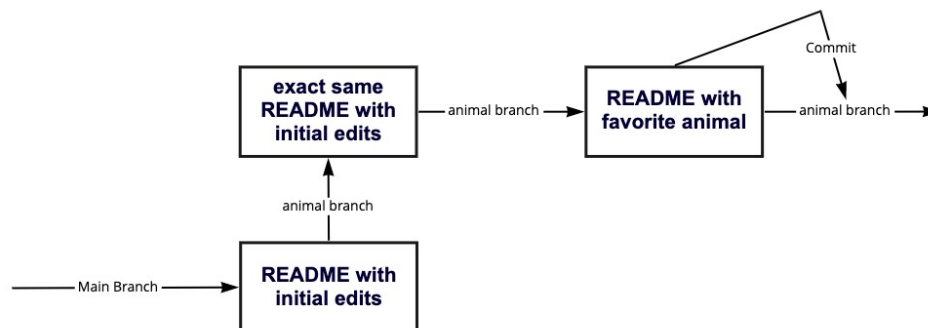 Commit
exact same
README with
initial edits
animal branch
README with
favorite animal
animal branch
animal branch
Main Branch
README with
initial edits